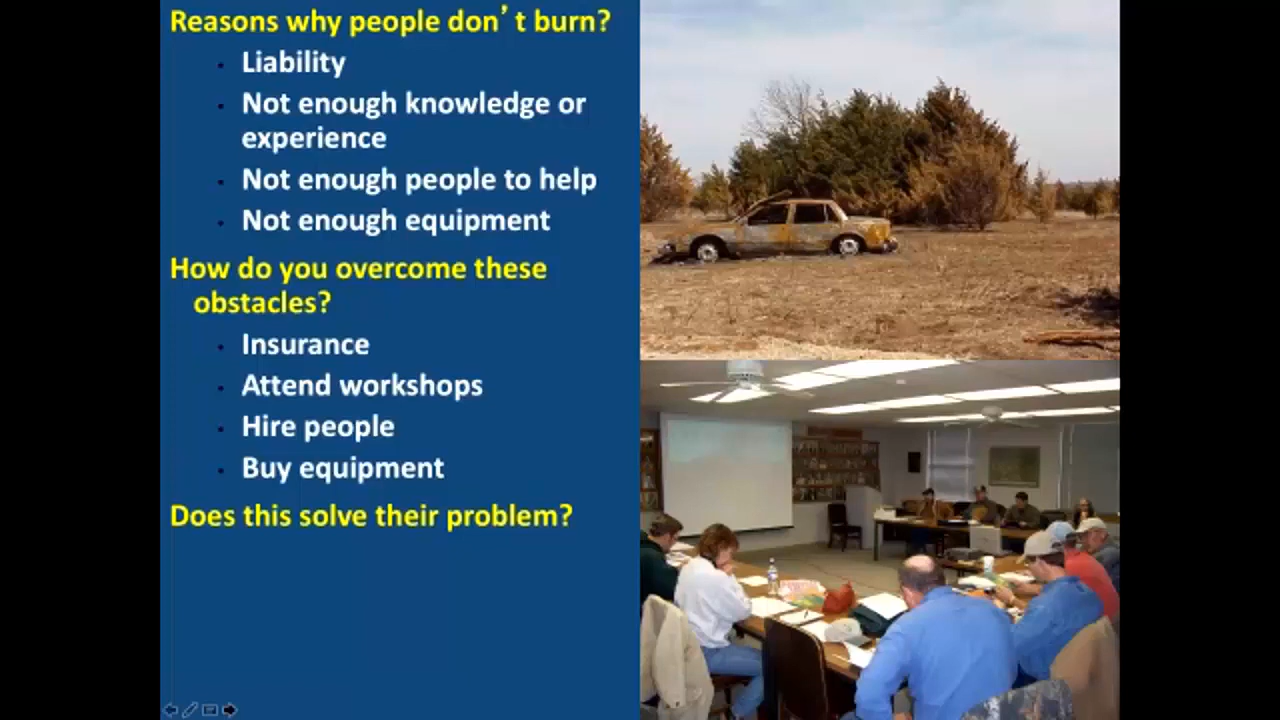 Reasons why people don’t burn?
Liability
Not enough knowledge or
experience
Not enough people to help
Not enough equipment
How do you overcome these
obstacles?
Insurance
Attend workshops
Hire people
Buy equipment
Does this solve their problem?